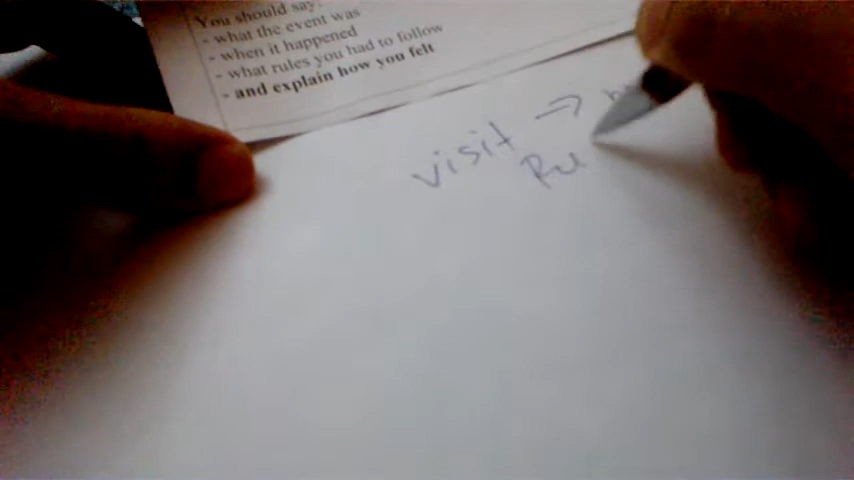 You should say:
- what the event was
- when it happened
- what rules you had to follow
- and explain how you felt
visit →